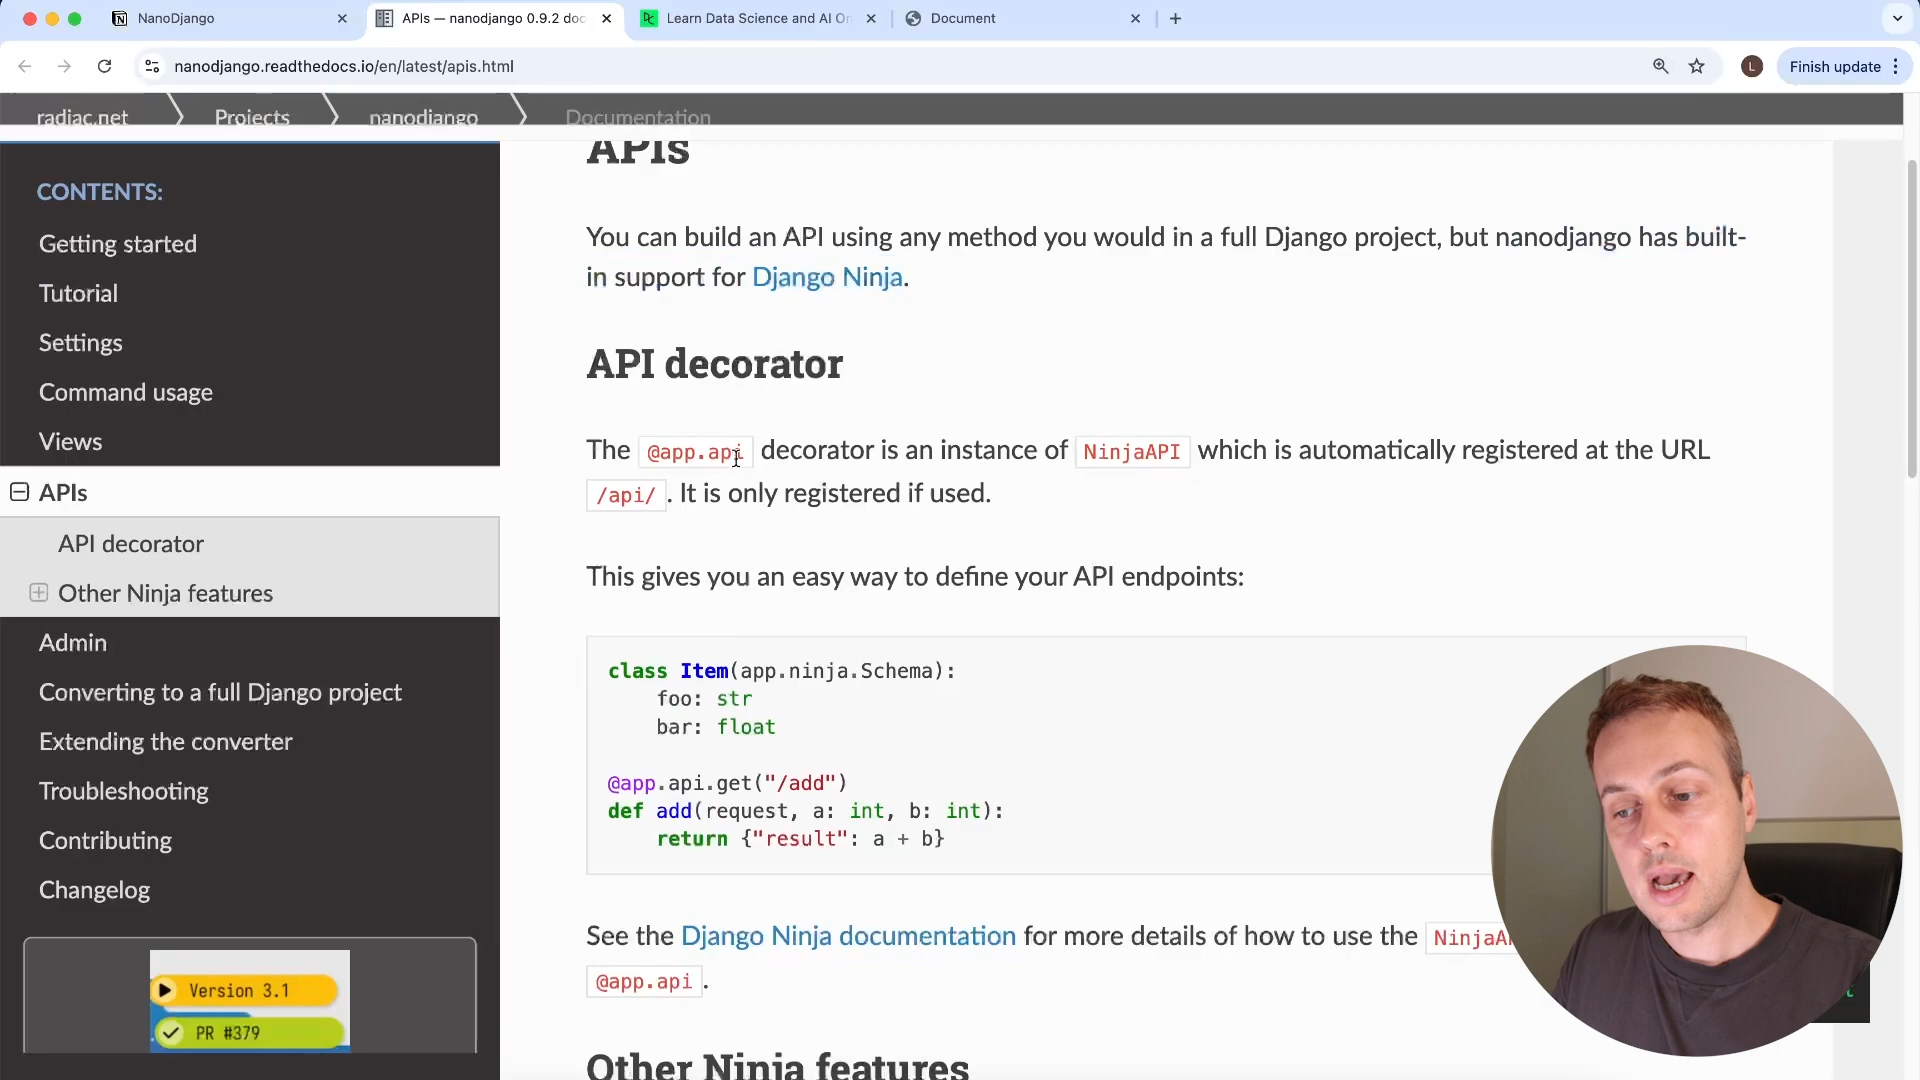 NanoDjango
APIs — nanodjango 0.9.2 doc
Learn Data Science and AI On
Document
nanodjango.readthedocs.io/en/latest/apis.html
L
Finish update
radiac.net
Projects
nanodjango
Documentation
CONTENTS:
Getting started
Tutorial
Settings
Command usage
Views
APIs
API decorator
Other Ninja features
Admin
Converting to a full Django project
Extending the converter
Troubleshooting
Contributing
Changelog
Version 3.1
PR #379
APIs
You can build an API using any method you would in a full Django project, but nanodjango has built-
in support for Django Ninja.
API decorator
The @app.api decorator is an instance of NinjaAPI which is automatically registered at the URL
/api/ . It is only registered if used.
This gives you an easy way to define your API endpoints:
class Item(app.ninja.Schema):
foo: str
bar: float
@app.api.get("/add")
def add(request, a: int, b: int):
return {"result": a + b}
See the Django Ninja documentation for more details of how to use the
@app.api .
Other Ninja features